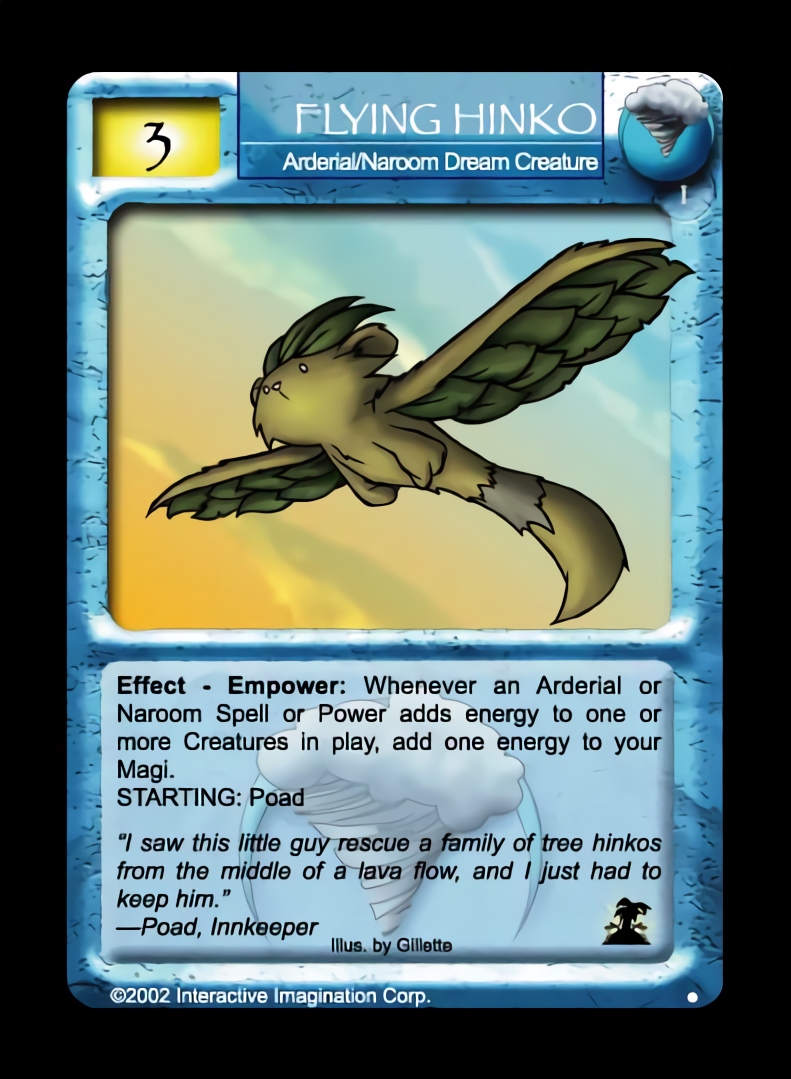 3
FLYING HINKO
Arderial/Naroom Dream Creature
1
Effect - Empower: Whenever an Arderial or
Naroom Spell or Power adds energy to one or
more Creatures in play, add one energy to your
Magi.
STARTING: Poad
“I saw this little guy rescue a family of tree hinkos
from the middle of a lava flow, and I just had to
keep him.”
—Poad, Innkeeper
Illus. by Gillette
©2002 Interactive Imagination Corp.